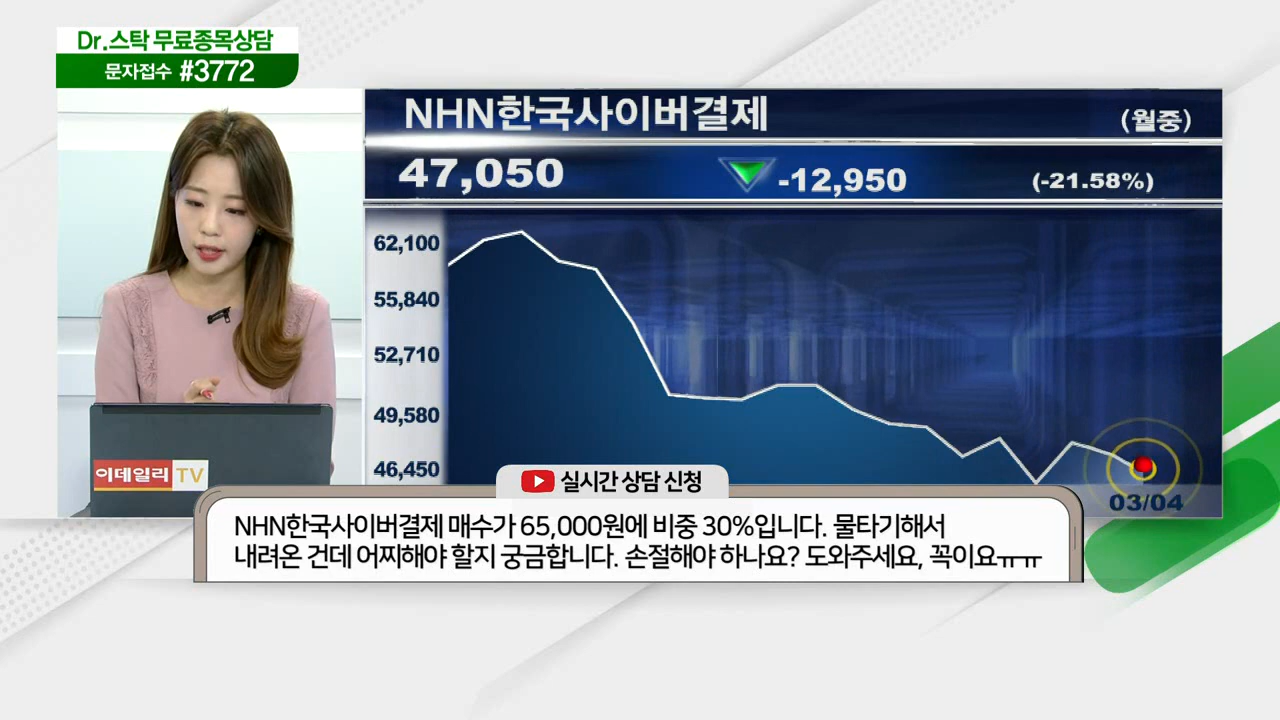 Dr.스탁 무료종목상담
문자접수 #3772
NHN한국사이버결제 (월중)
47,050 -12,950 (-21.58%)
62,100
55,840
52,710
49,580
46,450
03/04
이데일리 TV
실시간 상담 신청
NHN한국사이버결제 매수가 65,000원에 비중 30%입니다. 물타기해서
내려온 건데 어찌해야 할지 궁금합니다. 손절해야 하나요? 도와주세요, 꼭이요ㅠㅠ